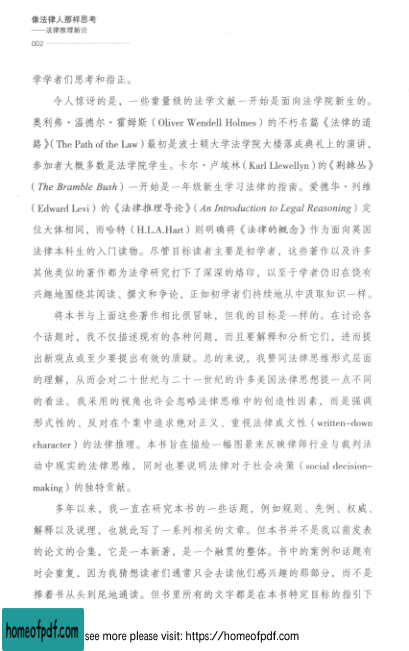 像法律人那样思考
——法律推理新论
002
学学者们思考和指正。
令人惊讶的是，一些重量级的法学文献一开始是面向法学院新生的。
奥利弗·温德尔·霍姆斯（Oliver Wendell Holmes）的不朽名篇《法律的道
路》（The Path of the Law）最初是波士顿大学法学院大楼落成典礼上的演讲，
参加者大概多数是法学院学生。卡尔·卢埃林（Karl Llewellyn）的《荆棘丛》
（The Bramble Bush）一开始是一年级新生学习法律的指南。爱德华·列维
（Edward Levi）的《法律推理导论》（An Introduction to Legal Reasoning）定
位大体相同，而哈特（H.L.A.Hart）则明确将《法律的概念》作为面向英国
法律本科生的入门读物。尽管目标读者主要是初学者，这些著作以及许多
其他类似的著作都为法学研究打下了深深的烙印，以至于学者仍旧在饶有
兴趣地围绕其阅读、撰文和争论，正如初学者们持续地从中汲取知识一样。
将本书与上面这些著作相比很冒昧，但我的目标是一样的。在讨论各
个话题时，我不仅描述现有的各种问题，而且要解释和分析它们，进而提
出新观点或至少要提出有效的质疑。总的来说，我赞同法律思维形式层面
的理解，从而会对二十世纪与二十一世纪的许多美国法律思想提一点不同
的看法。我采用的视角也许会忽略法律思维中的创造性因素，而是强调
形式性的、反对在个案中追求绝对正义、重视法律成文性（written-down
character）的法律推理。本书旨在描绘一幅图景来反映律师行业与裁判活
动中现实的法律思维，同时也要说明法律对于社会决策（social decision-
making）的独特贡献。
多年以来，我一直在研究本书的一些话题，例如规则、先例、权威、
解释以及说理，也就此写了一系列相关的文章。但本书并不是我以前发表
的论文的合集，它是一本新著，是一个融贯的整体。书中的案例和话题有
时会重复，因为我猜想读者们通常只会去读他们感兴趣的那部分，而不是
捧着书从头到尾地通读。但书里所有的文字都是在本书特定目标的指引下
homeofpdf.com
see more please visit: https://homeofpdf.com